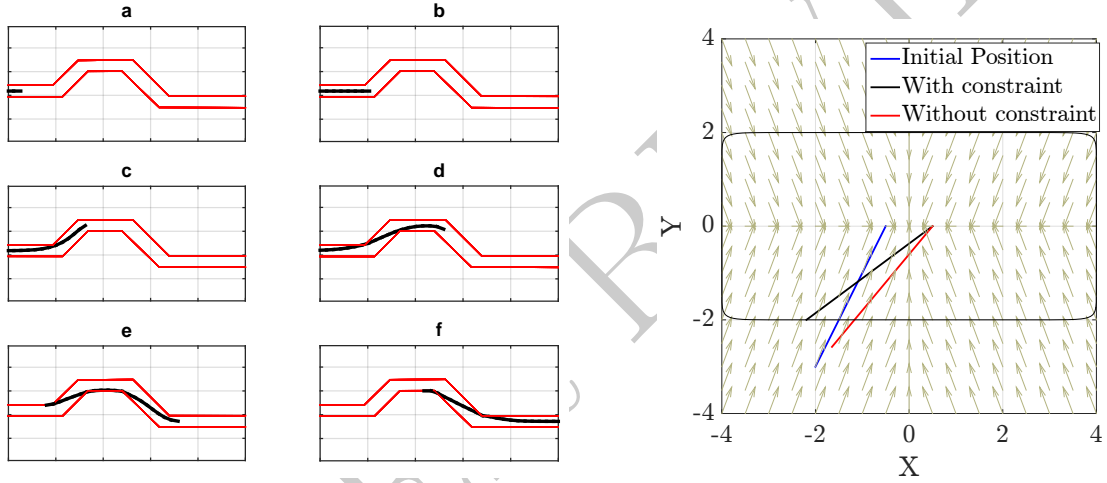 a
b
c
d
e
f
4
2
0
-2
-4
-4
-2
0
2
4
X
Y
Initial Position
With constraint
Without constraint
R